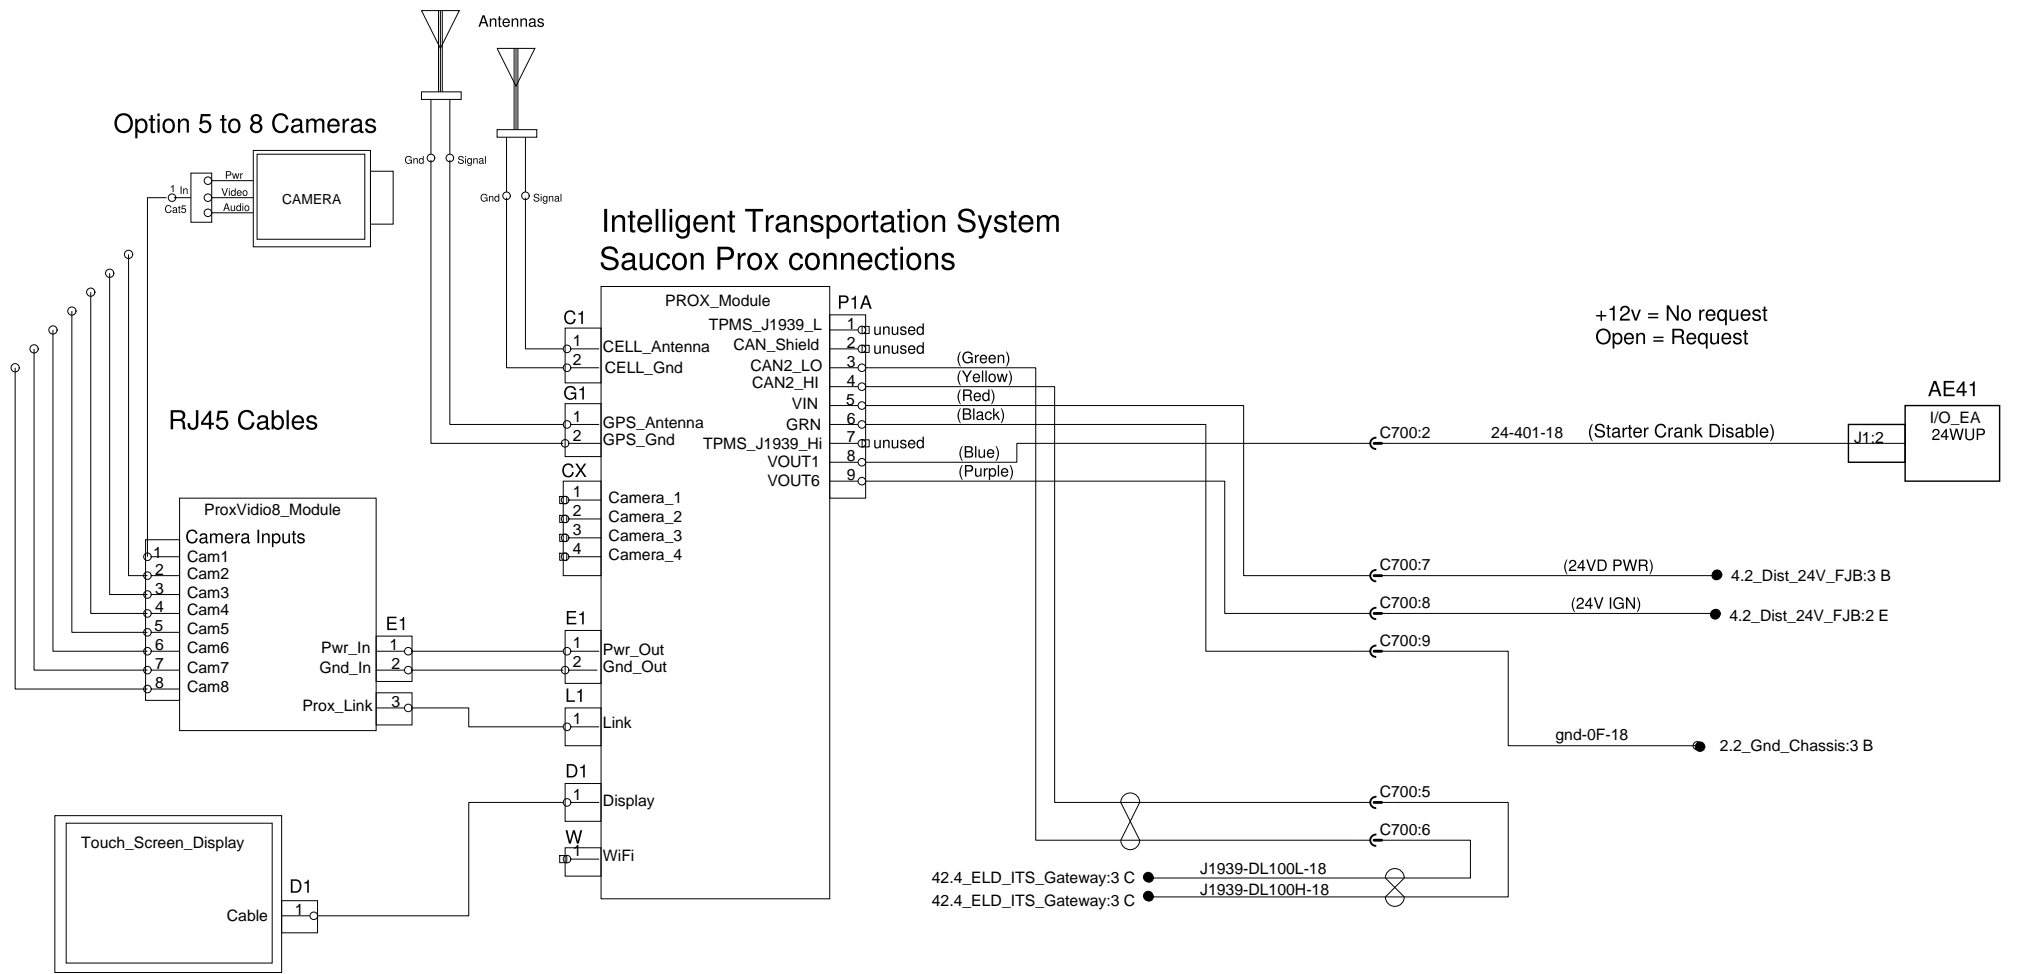 Antennas
Option 5 to 8 Cameras
Gnd
Signal
Pwr
1 In
Video
Cat5
Audio
CAMERA
Gnd
Signal
Intelligent Transportation System
Saucon Prox connections
PROX_Module
P1A
C1
1
CELL_Antenna
2
CELL_Gnd
G1
1
GPS_Antenna
2
GPS_Gnd
CX
1
Camera_1
2
Camera_2
3
Camera_3
4
Camera_4
E1
1
Pwr_Out
2
Gnd_Out
L1
1
Link
D1
1
Display
W
1
WiFi
TPMS_J1939_L
1
unused
CAN_Shield
2
unused
CAN2_LO
3
(Green)
CAN2_HI
4
(Yellow)
VIN
5
(Red)
GRN
6
(Black)
TPMS_J1939_Hi
7
unused
VOUT1
8
(Blue)
VOUT6
9
(Purple)
+12v = No request
Open = Request
AE41
I/O_EA
24WUP
J1:2
C700:2
24-401-18
(Starter Crank Disable)
C700:7
(24VD PWR)
4.2_Dist_24V_FJB:3 B
C700:8
(24V IGN)
4.2_Dist_24V_FJB:2 E
C700:9
gnd-0F-18
2.2_Gnd_Chassis:3 B
C700:5
C700:6
42.4_ELD_ITS_Gateway:3 C
J1939-DL100L-18
42.4_ELD_ITS_Gateway:3 C
J1939-DL100H-18
RJ45 Cables
ProxVidio8_Module
Camera Inputs
1
Cam1
2
Cam2
3
Cam3
4
Cam4
5
Cam5
6
Cam6
7
Cam7
8
Cam8
E1
Pwr_In
1
Gnd_In
2
Prox_Link
3
Touch_Screen_Display
D1
Cable
1